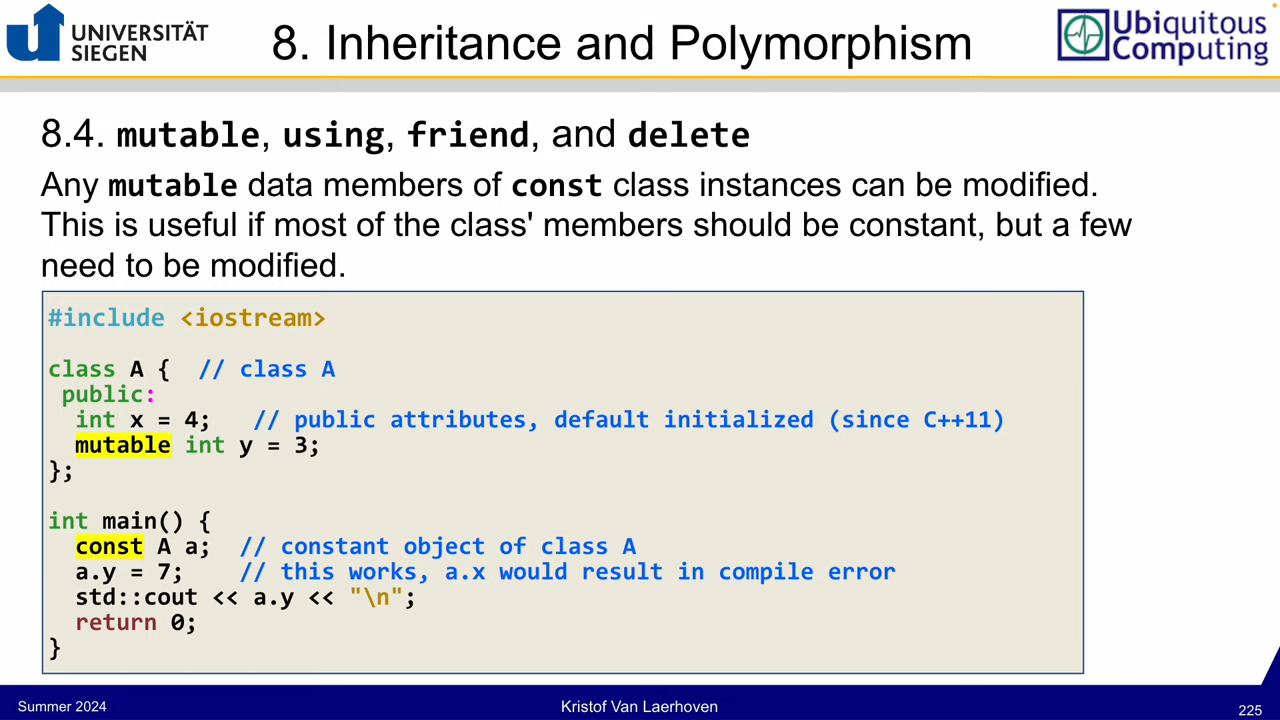 UNIVERSITÄT
SIEGEN
8. Inheritance and Polymorphism
Ubiquitous
Computing
8.4. mutable, using, friend, and delete
Any mutable data members of const class instances can be modified.
This is useful if most of the class' members should be constant, but a few
need to be modified.
#include <iostream>
class A {  // class A
 public:
  int x = 4;   // public attributes, default initialized (since C++11)
  mutable int y = 3;
};
int main() {
  const A a;  // constant object of class A
  a.y = 7;    // this works, a.x would result in compile error
  std::cout << a.y << "\n";
  return 0;
}
Summer 2024
Kristof Van Laerhoven
225